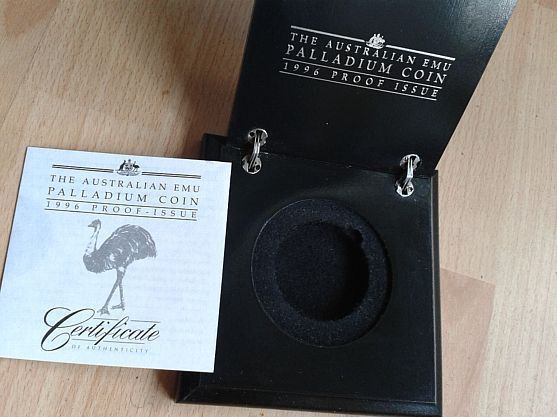 THE AUSTRALIAN EMU
PALLADIUM COIN
1996 PROOF ISSUE
THE AUSTRALIAN EMU
PALLADIUM COIN
1996 PROOF-ISSUE
Certificate
OF AUTHENTICITY